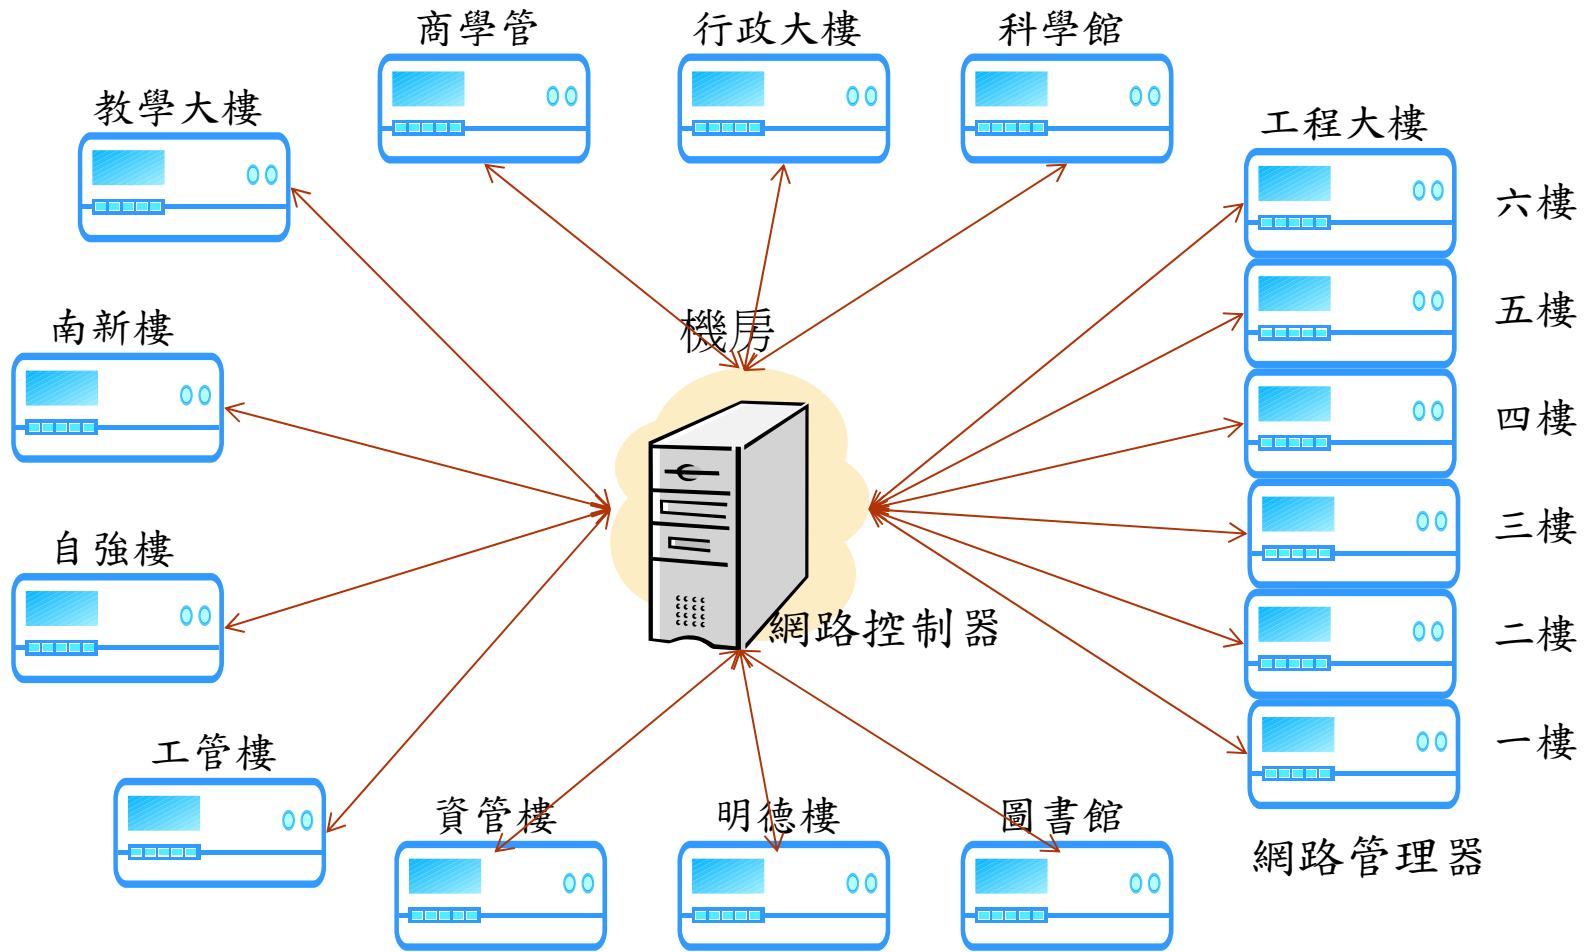 商學管
行政大樓
科學館
教學大樓
工程大樓
六樓
南新樓
機房
五樓
四樓
自強樓
三樓
網路控制器
二樓
工管樓
一樓
資管樓
明德樓
圖書館
網路管理器